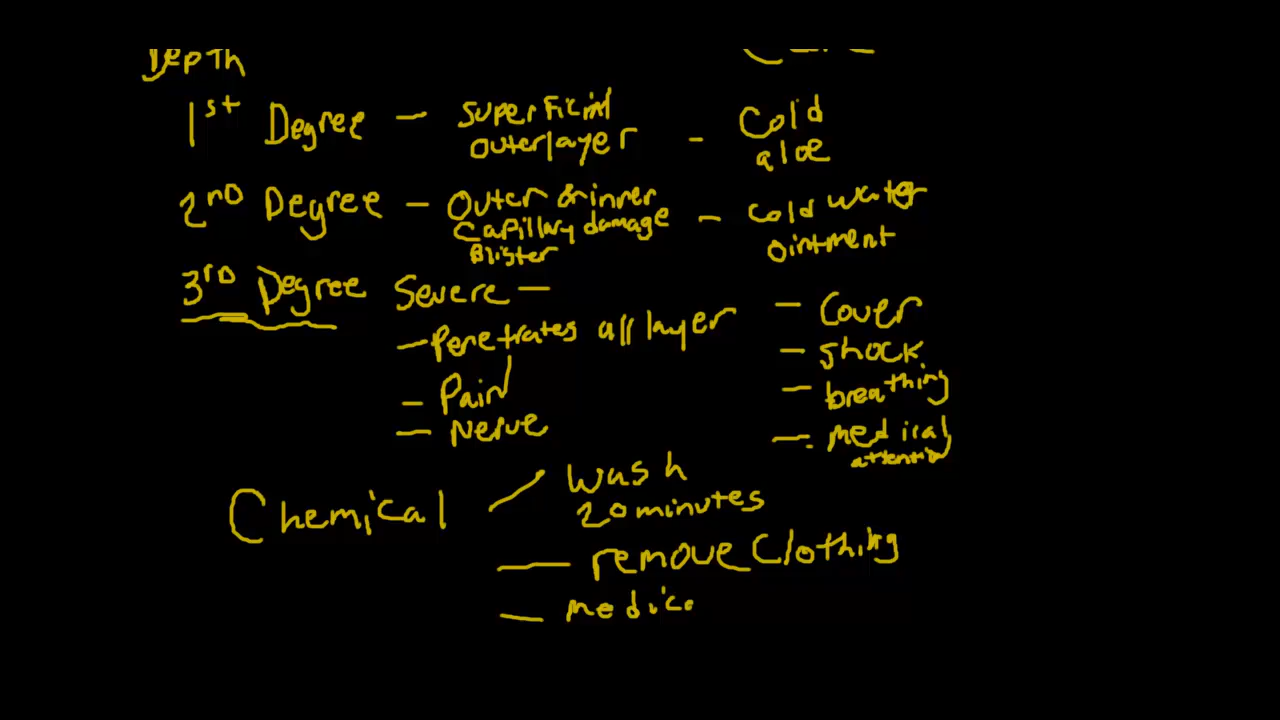 Depth
1st Degree - Superficial outerlayer - Cold aloe
2nd Degree - Outer & inner Capillary damage Blister - Cold water ointment
3rd Degree Severe -
- Penetrates all layer
- Pain
- Nerve
- Cover
- shock
- breathing
- medical attention
Chemical - wash
20 minutes
- remove Clothing
- medica